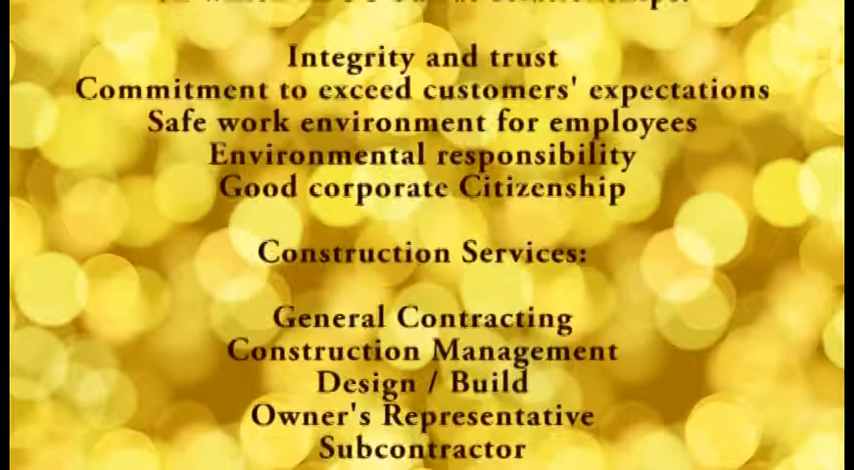 Integrity and trust
Commitment to exceed customers' expectations
Safe work environment for employees
Environmental responsibility
Good corporate Citizenship
Construction Services:
General Contracting
Construction Management
Design / Build
Owner's Representative
Subcontractor